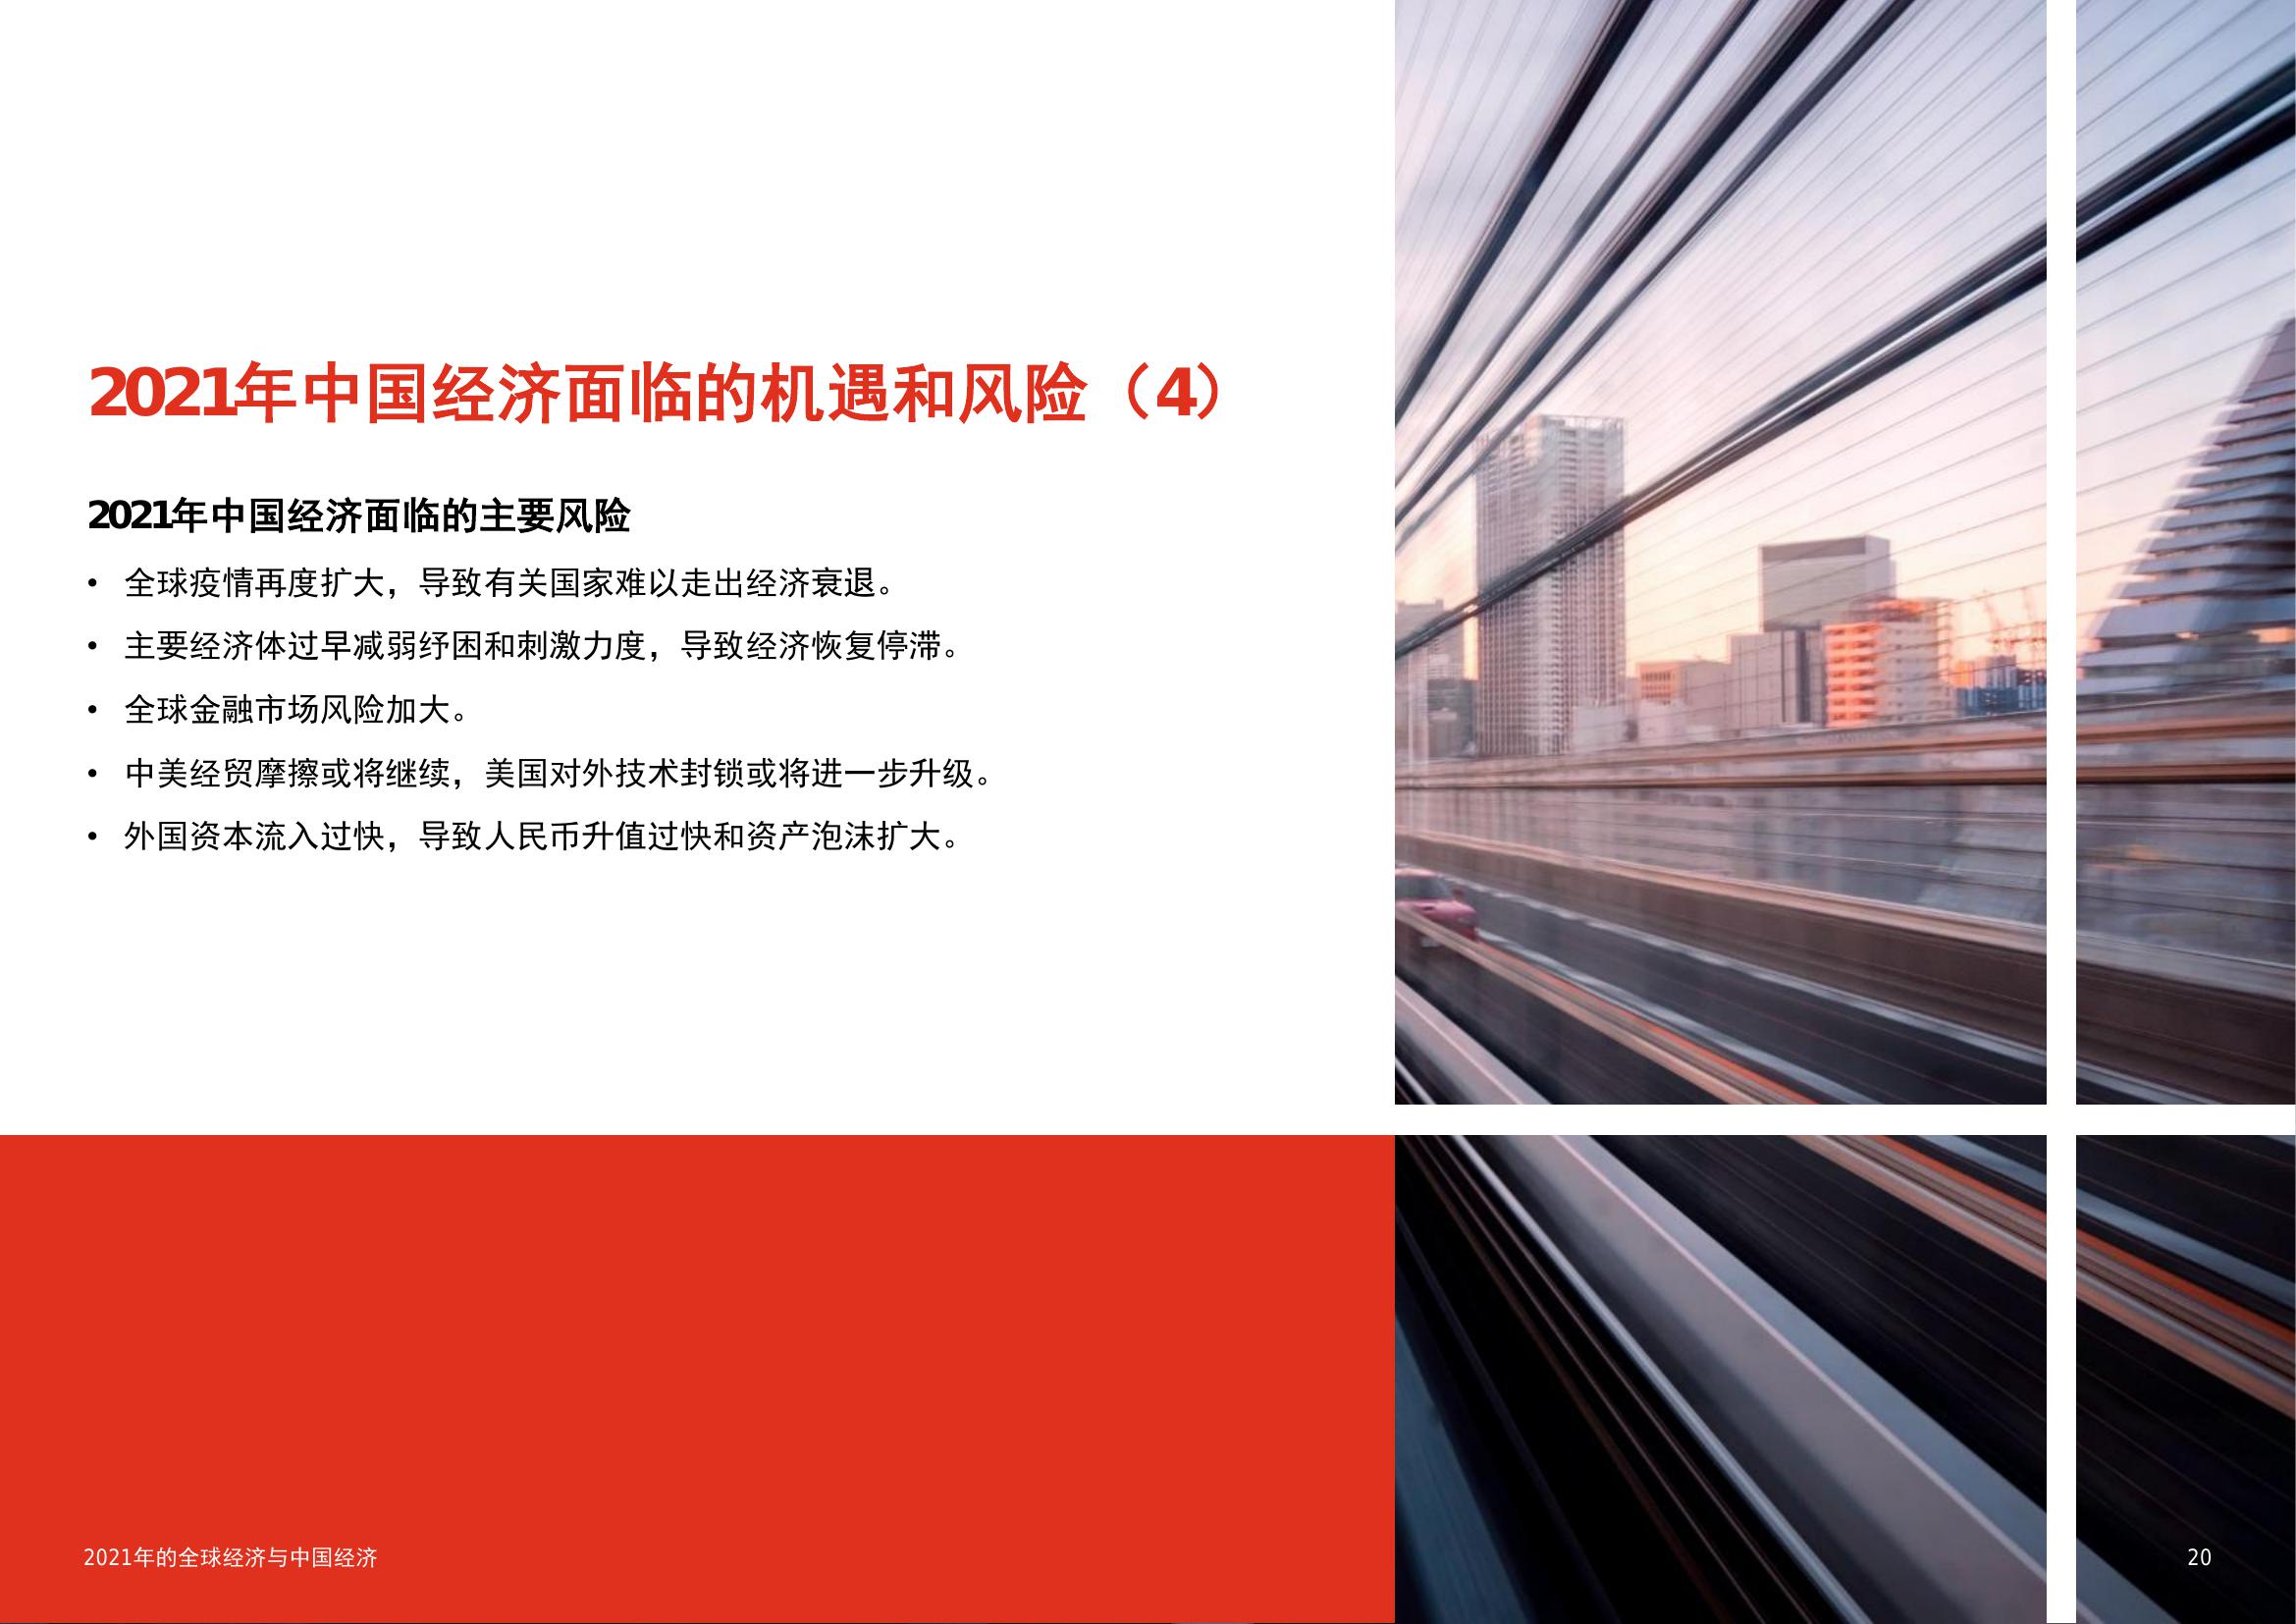 2021年中国经济面临的机遇和风险（4）
2021年中国经济面临的主要风险
• 全球疫情再度扩大，导致有关国家难以走出经济衰退。
• 主要经济体过早减弱纾困和刺激力度，导致经济恢复停滞。
• 全球金融市场风险加大。
• 中美经贸摩擦或将继续，美国对外技术封锁或将进一步升级。
• 外国资本流入过快，导致人民币升值过快和资产泡沫扩大。
2021年的全球经济与中国经济
20